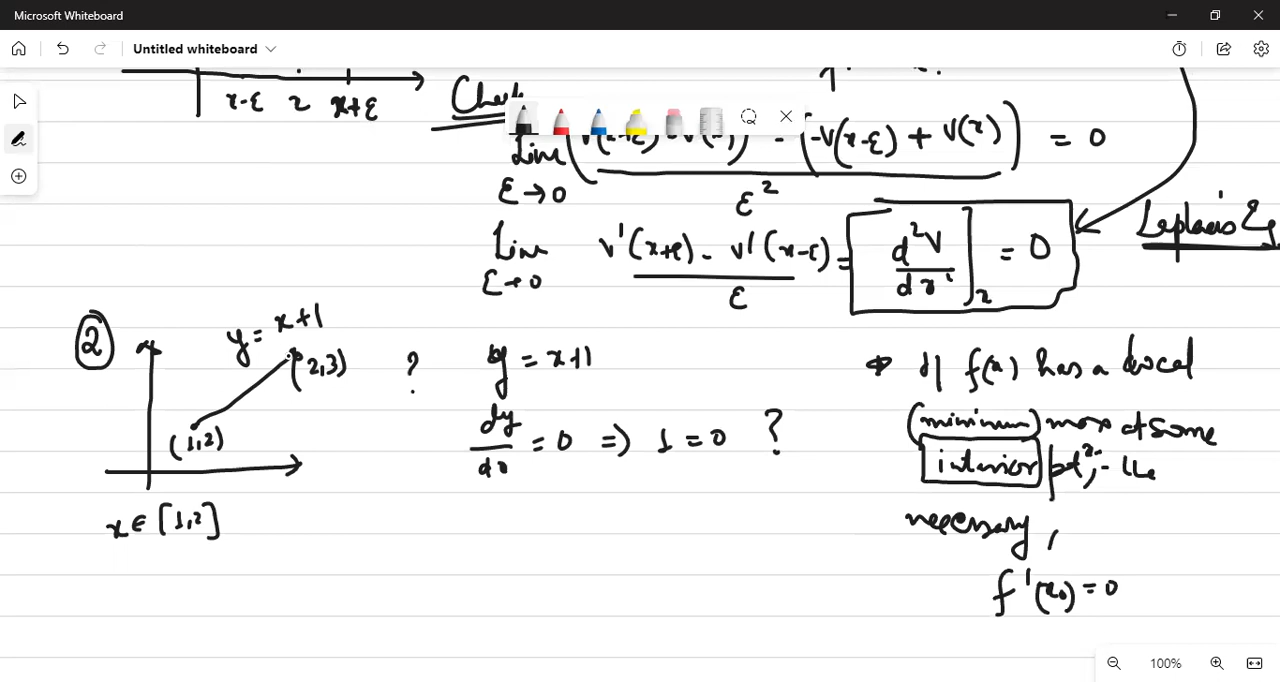 Microsoft Whiteboard
Untitled whiteboard
x-ε x x+ε
Check
Lim ε→0 (V(x+ε) - V(x)) - (-V(x-ε) + V(x)) / ε² = 0
Lim ε→0 V'(x+ε) - V'(x-ε) / ε = d²V/dx² ]x = 0
Laplace's Eq
② y = x+1
(2,3) ?
(1,2)
x ∈ [1,2]
y = x+1
dy/dx = 0 => 1 = 0 ?
If f(x) has a local
(minimum) max at some
interior pt, the
necessary,
f'(x₀) = 0
100%